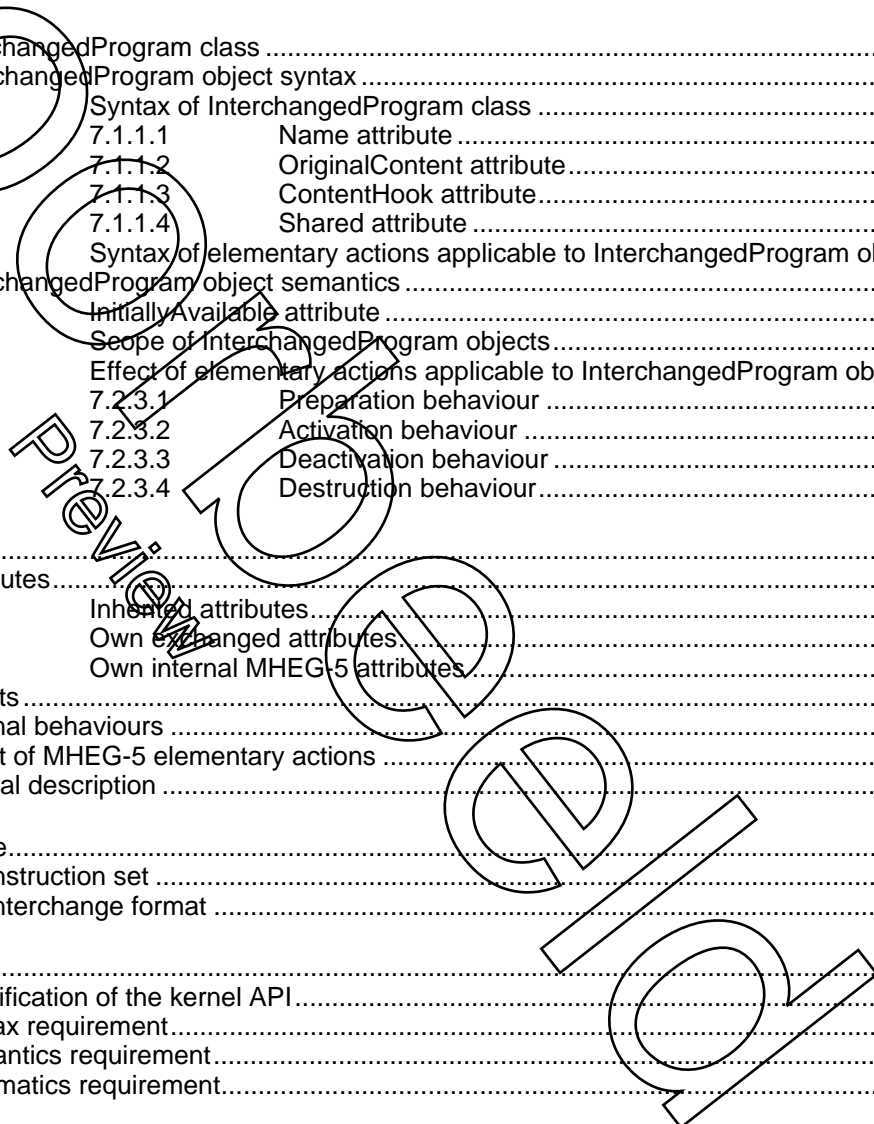 changedProgram class ........................................
changedProgram object syntax ........................................
Syntax of InterchangedProgram class ........................................
7.1.1.1 Name attribute ........................................
7.1.1.2 OriginalContent attribute ........................................
7.1.1.3 ContentHook attribute ........................................
7.1.1.4 Shared attribute ........................................
Syntax of elementary actions applicable to InterchangedProgram ob
changedProgram object semantics ........................................
InitiallyAvailable attribute ........................................
Scope of InterchangedProgram objects ........................................
Effect of elementary actions applicable to InterchangedProgram ob
7.2.3.1 Preparation behaviour ........................................
7.2.3.2 Activation behaviour ........................................
7.2.3.3 Deactivation behaviour ........................................
7.2.3.4 Destruction behaviour ........................................
........................................
utes ........................................
Inherited attributes ........................................
Own exchanged attributes ........................................
Own internal MHEG-5 attributes ........................................
ts ........................................
nal behaviours ........................................
t of MHEG-5 elementary actions ........................................
al description ........................................
e ........................................
nstruction set ........................................
nterchange format ........................................
........................................
ification of the kernel API ........................................
ax requirement ........................................
antics requirement ........................................
matics requirement ........................................
oorbeeld
Preview